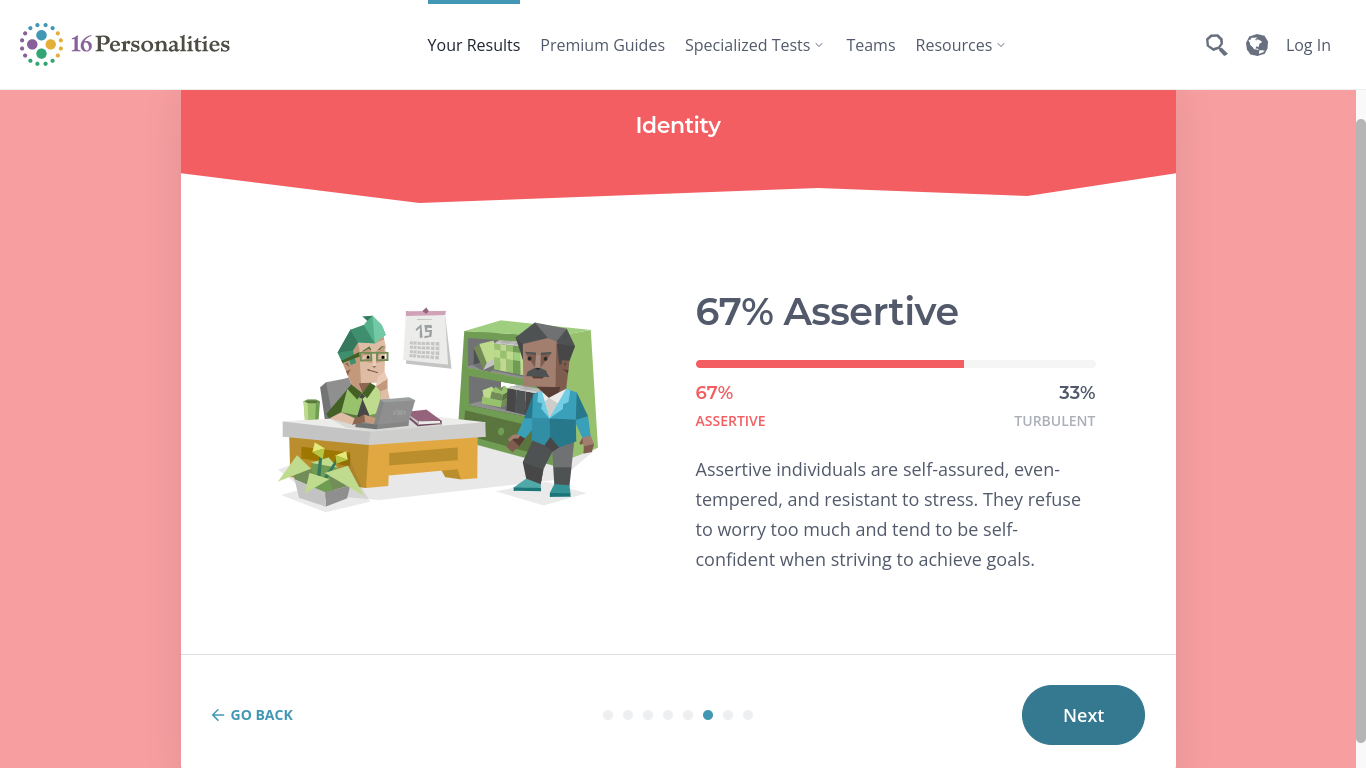 16Personalities
Your Results
Premium Guides
Specialized Tests
Teams
Resources
Log In
Identity
15
67% Assertive
67%
33%
ASSERTIVE
TURBULENT
Assertive individuals are self-assured, even-
tempered, and resistant to stress. They refuse
to worry too much and tend to be self-
confident when striving to achieve goals.
GO BACK
Next